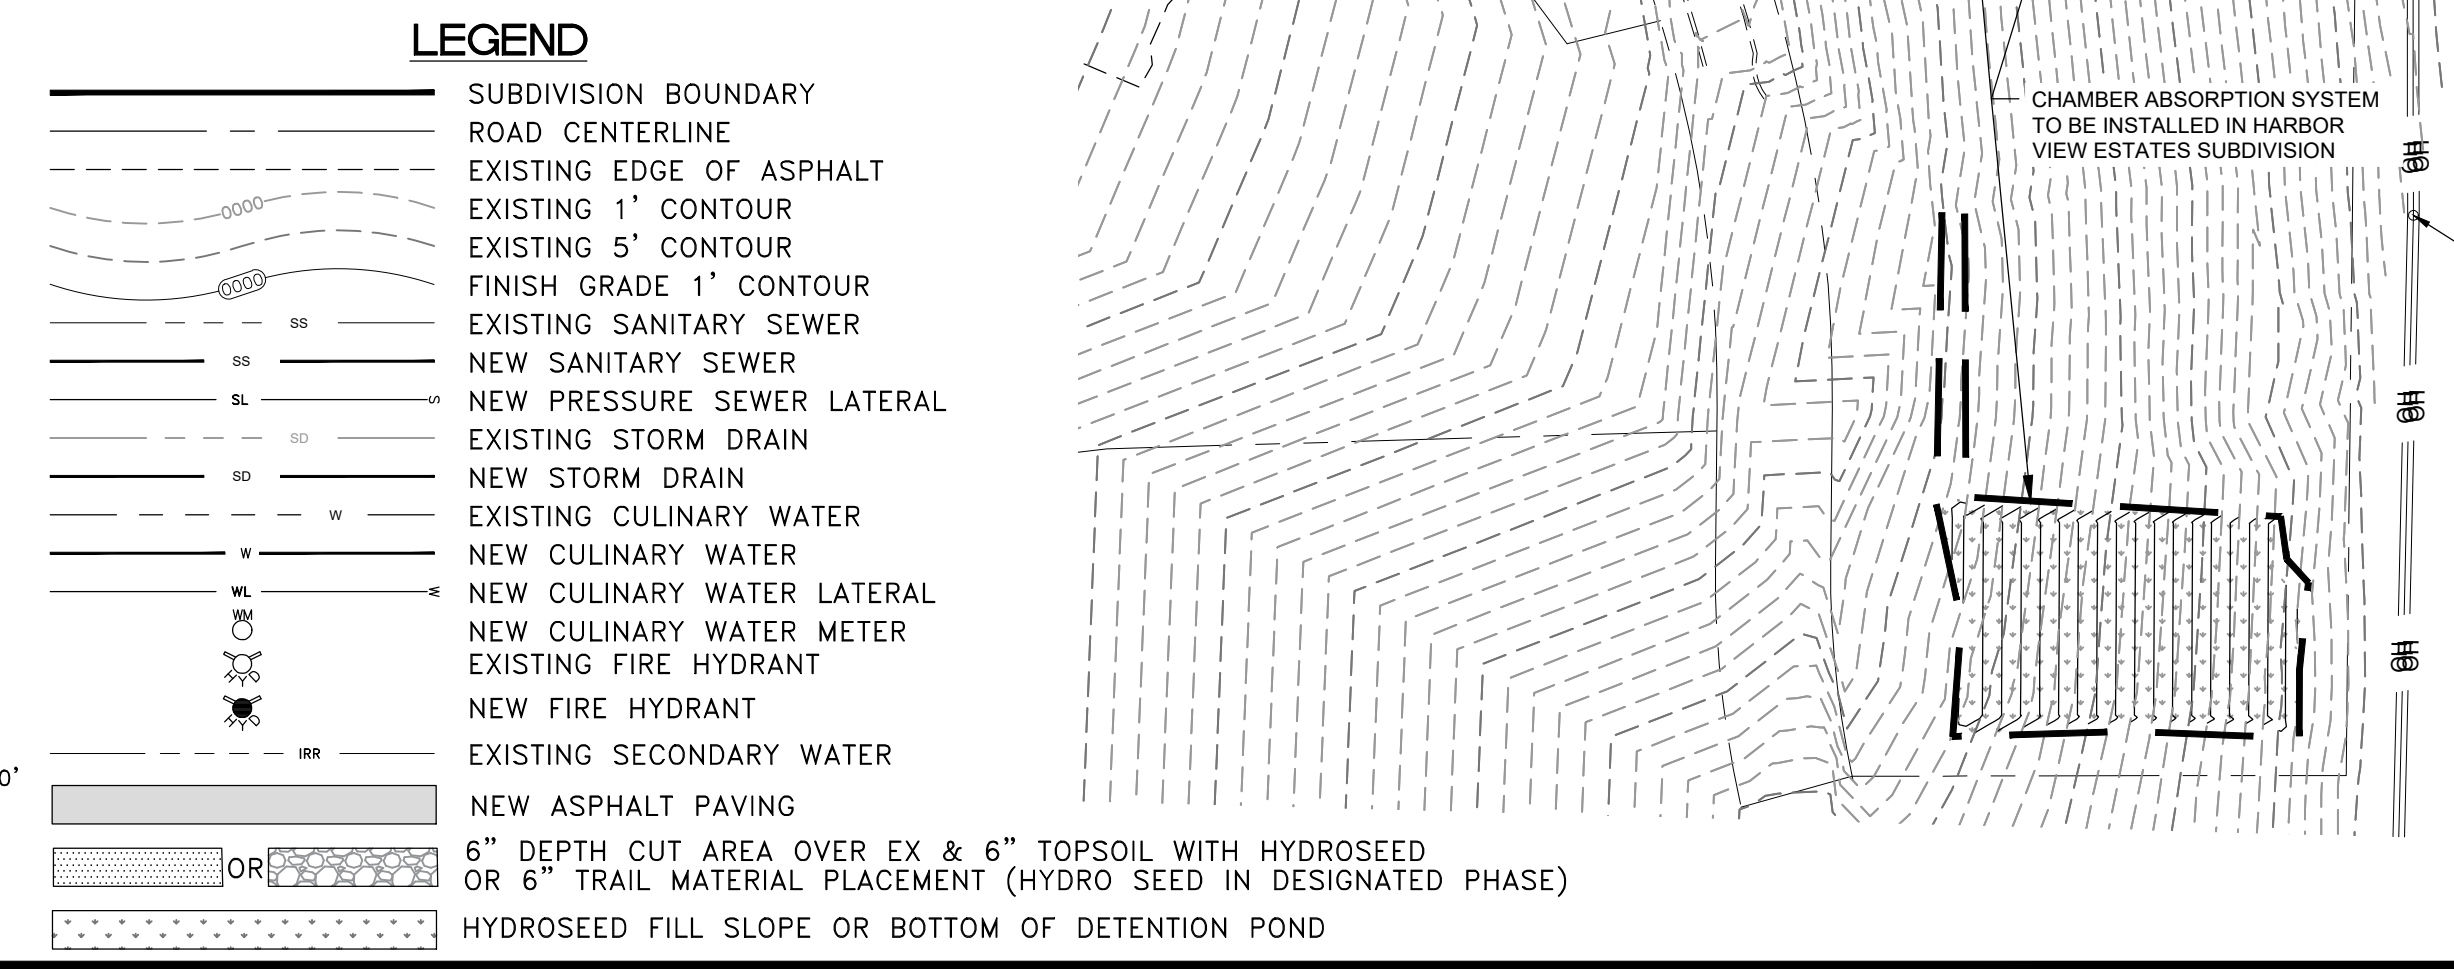 LEGEND
SUBDIVISION BOUNDARY
ROAD CENTERLINE
EXISTING EDGE OF ASPHALT
0000 EXISTING 1' CONTOUR
EXISTING 5' CONTOUR
0000 FINISH GRADE 1' CONTOUR
SS EXISTING SANITARY SEWER
SS NEW SANITARY SEWER
SL S NEW PRESSURE SEWER LATERAL
SD EXISTING STORM DRAIN
SD NEW STORM DRAIN
W EXISTING CULINARY WATER
W NEW CULINARY WATER
WL W NEW CULINARY WATER LATERAL
WM NEW CULINARY WATER METER
HYD EXISTING FIRE HYDRANT
HYD NEW FIRE HYDRANT
IRR EXISTING SECONDARY WATER
0'
NEW ASPHALT PAVING
OR 6" DEPTH CUT AREA OVER EX & 6" TOPSOIL WITH HYDROSEED
OR 6" TRAIL MATERIAL PLACEMENT (HYDRO SEED IN DESIGNATED PHASE)
HYDROSEED FILL SLOPE OR BOTTOM OF DETENTION POND
CHAMBER ABSORPTION SYSTEM
TO BE INSTALLED IN HARBOR
VIEW ESTATES SUBDIVISION